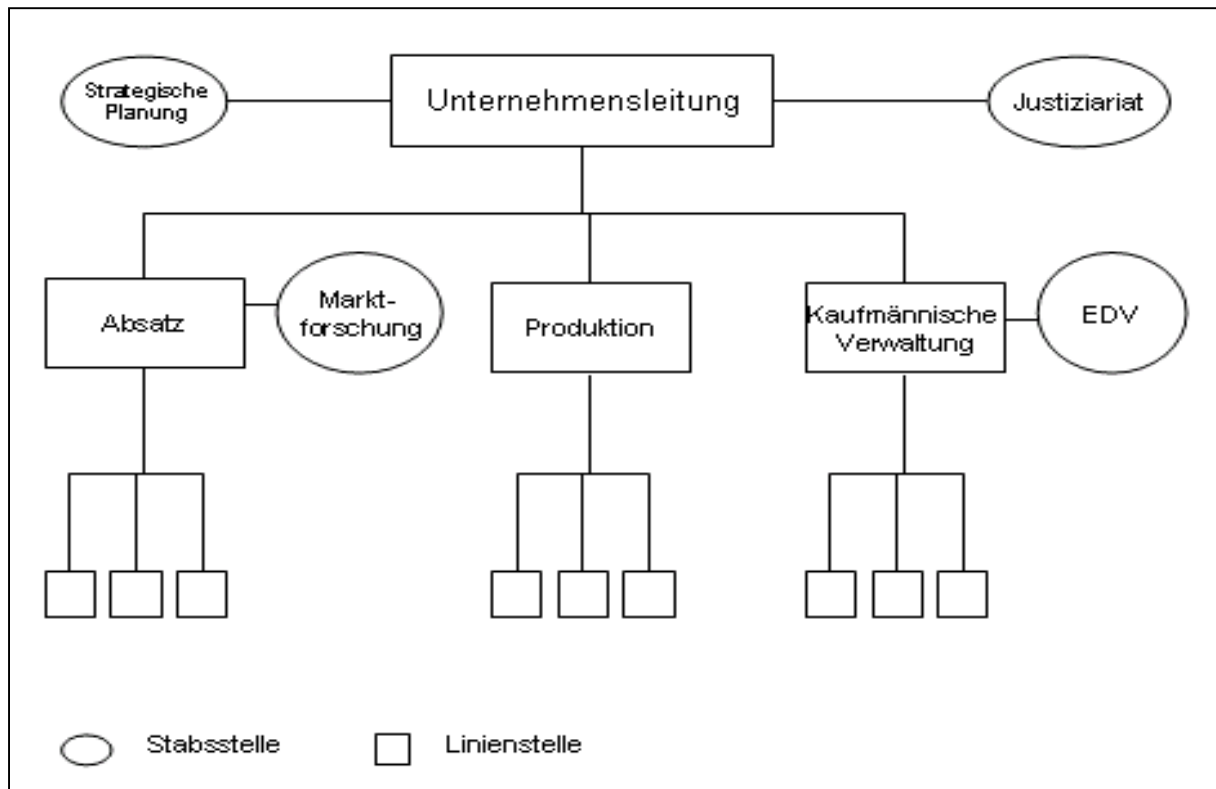 Strategische
Planung
Unternehmensleitung
Justiziariat
Absatz
Markt-
forschung
Produktion
Kaufmännische
Verwaltung
EDV
Stabsstelle
Linienstelle